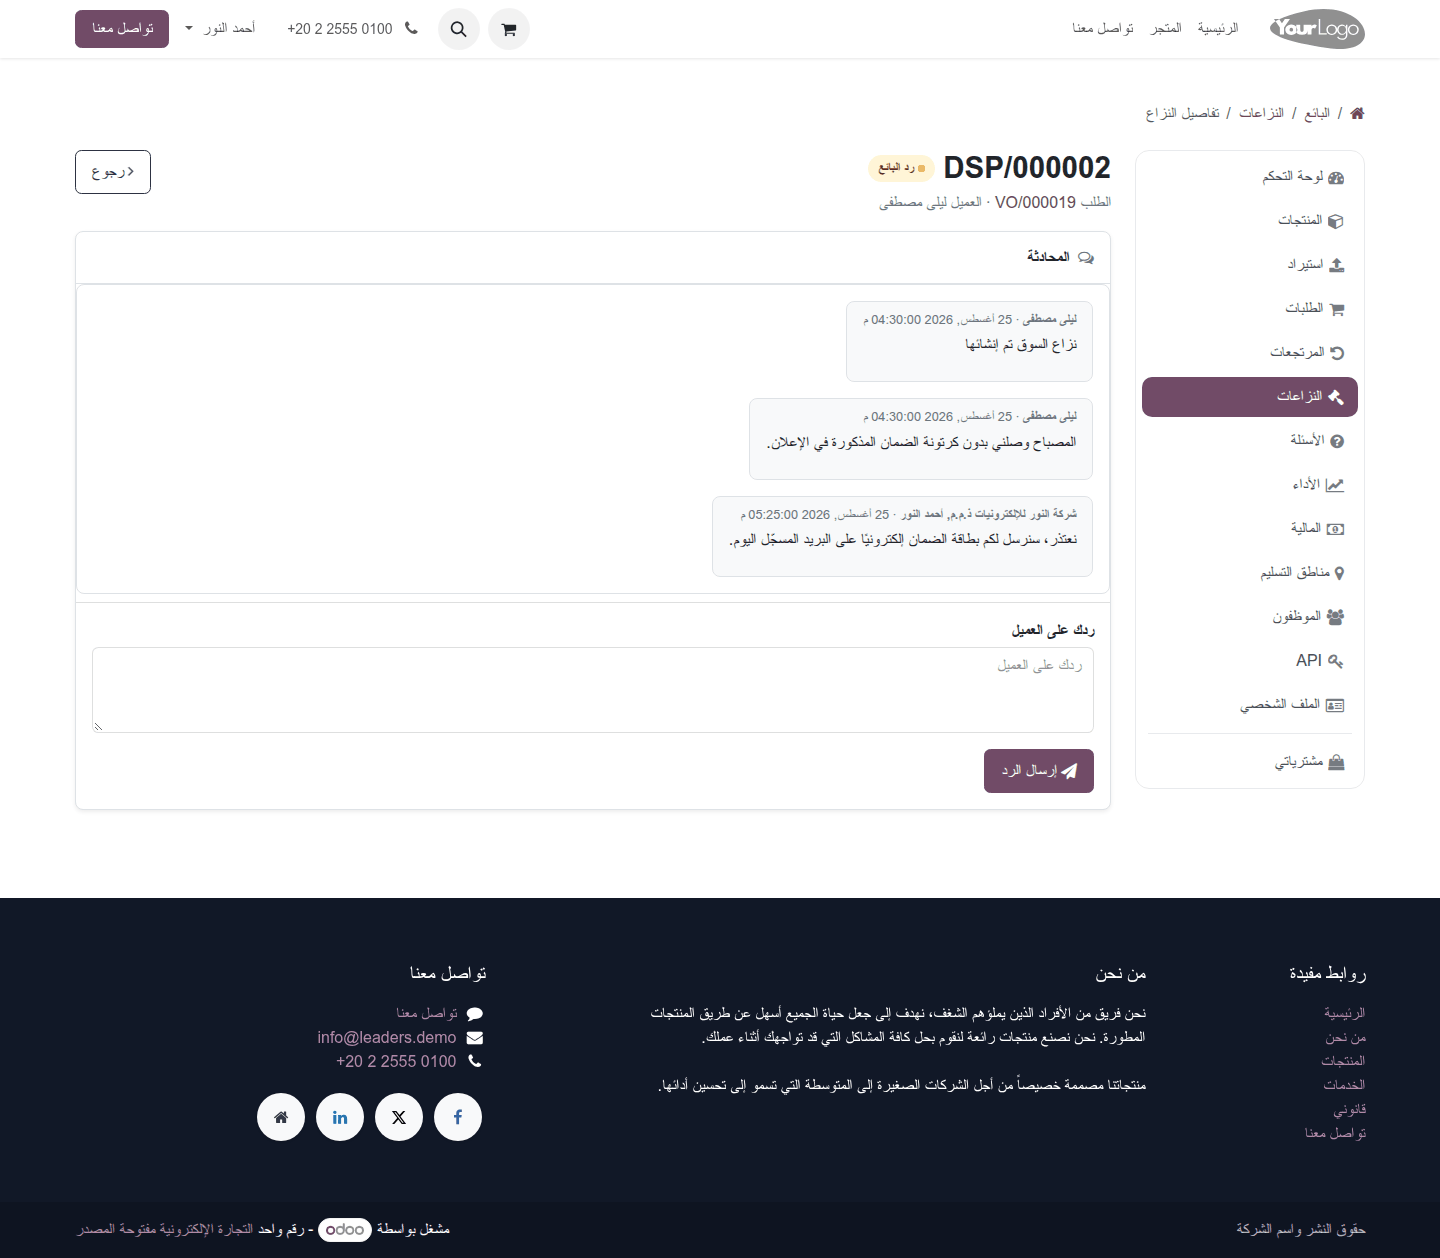 YourLogo
الرئيسية
المتجر
تواصل معنا
+20 2 2555 0100
أحمد النور
تواصل معنا
/ البائع / النزاعات / تفاصيل النزاع
لوحة التحكم
المنتجات
استيراد
الطلبات
المرتجعات
النزاعات
الأسئلة
الأداء
المالية
مناطق التسليم
الموظفون
API
الملف الشخصي
مشترياتي
DSP/000002
رد البائع
رجوع
الطلب VO/000019 · العميل ليلى مصطفى
المحادثة
ليلى مصطفى · 25 أغسطس, 2026 04:30:00 م
نزاع السوق تم إنشائها
ليلى مصطفى · 25 أغسطس, 2026 04:30:00 م
المصباح وصلني بدون كرتونة الضمان المذكورة في الإعلان.
شركة النور للإلكترونيات ذ.م.م, أحمد النور · 25 أغسطس, 2026 05:25:00 م
نعتذر، سنرسل لكم بطاقة الضمان إلكترونيًا على البريد المسجّل اليوم.
ردك على العميل
ردك على العميل
إرسال الرد
روابط مفيدة
الرئيسية
من نحن
المنتجات
الخدمات
قانوني
تواصل معنا
من نحن
نحن فريق من الأفراد الذين يملؤهم الشغف، نهدف إلى جعل حياة الجميع أسهل عن طريق المنتجات
المطورة. نحن نصنع منتجات رائعة لنقوم بحل كافة المشاكل التي قد تواجهك أثناء عملك.
منتجاتنا مصممة خصيصاً من أجل الشركات الصغيرة إلى المتوسطة التي تسمو إلى تحسين أدائها.
تواصل معنا
تواصل معنا
info@leaders.demo
+20 2 2555 0100
حقوق النشر واسم الشركة
مشغل بواسطة odoo - رقم واحد التجارة الإلكترونية مفتوحة المصدر